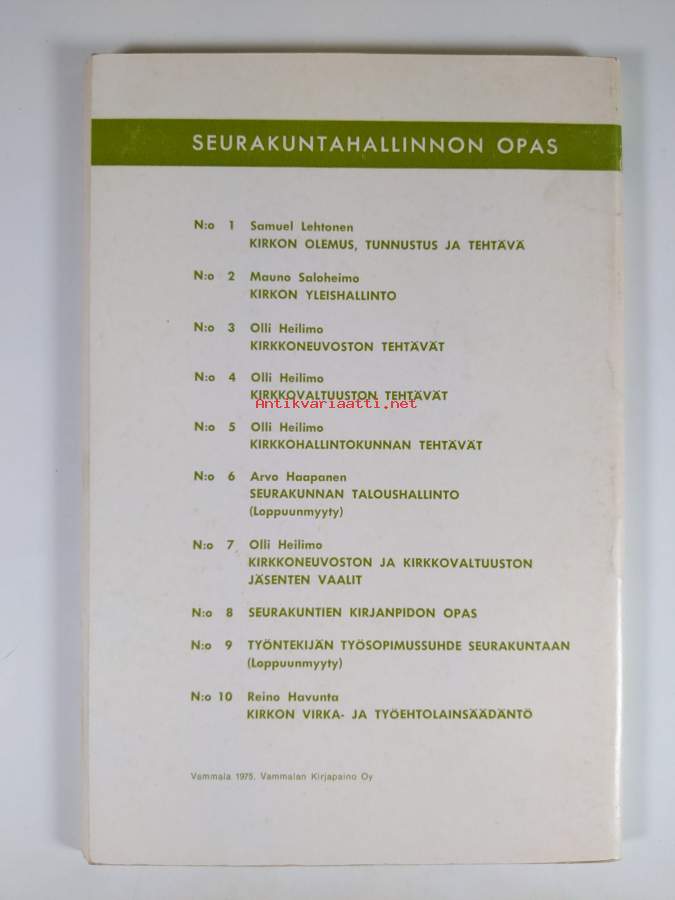 SEURAKUNTAHALLINNON OPAS
N:o 1 Samuel Lehtonen
KIRKON OLEMUS, TUNNUSTUS JA TEHTÄVÄ
N:o 2 Mauno Saloheimo
KIRKON YLEISHALLINTO
N:o 3 Olli Heilimo
KIRKKONEUVOSTON TEHTÄVÄT
N:o 4 Olli Heilimo
KIRKKOVALTUUSTON TEHTÄVÄT
Antikvariaatti.net
N:o 5 Olli Heilimo
KIRKKOHALLINTOKUNNAN TEHTÄVÄT
N:o 6 Arvo Haapanen
SEURAKUNNAN TALOUSHALLINTO
(Loppuunmyyty)
N:o 7 Olli Heilimo
KIRKKONEUVOSTON JA KIRKKOVALTUUSTON
JÄSENTEN VAALIT
N:o 8 SEURAKUNTIEN KIRJANPIDON OPAS
N:o 9 TYÖNTEKIJÄN TYÖSOPIMUSSUHDE SEURAKUNTAAN
(Loppuunmyyty)
N:o 10 Reino Havunta
KIRKON VIRKA- JA TYÖEHTOLAINSÄÄDÄNTÖ
Vammala 1975. Vammalan Kirjapaino Oy